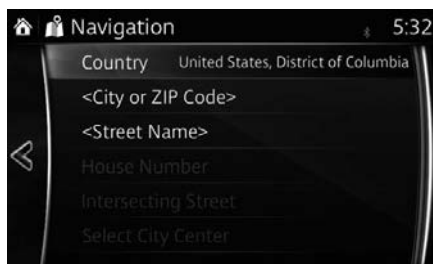 Navigation 5:32
Country United States, District of Columbia
<City or ZIP Code>
<Street Name>
House Number
Intersecting Street
Select City Center